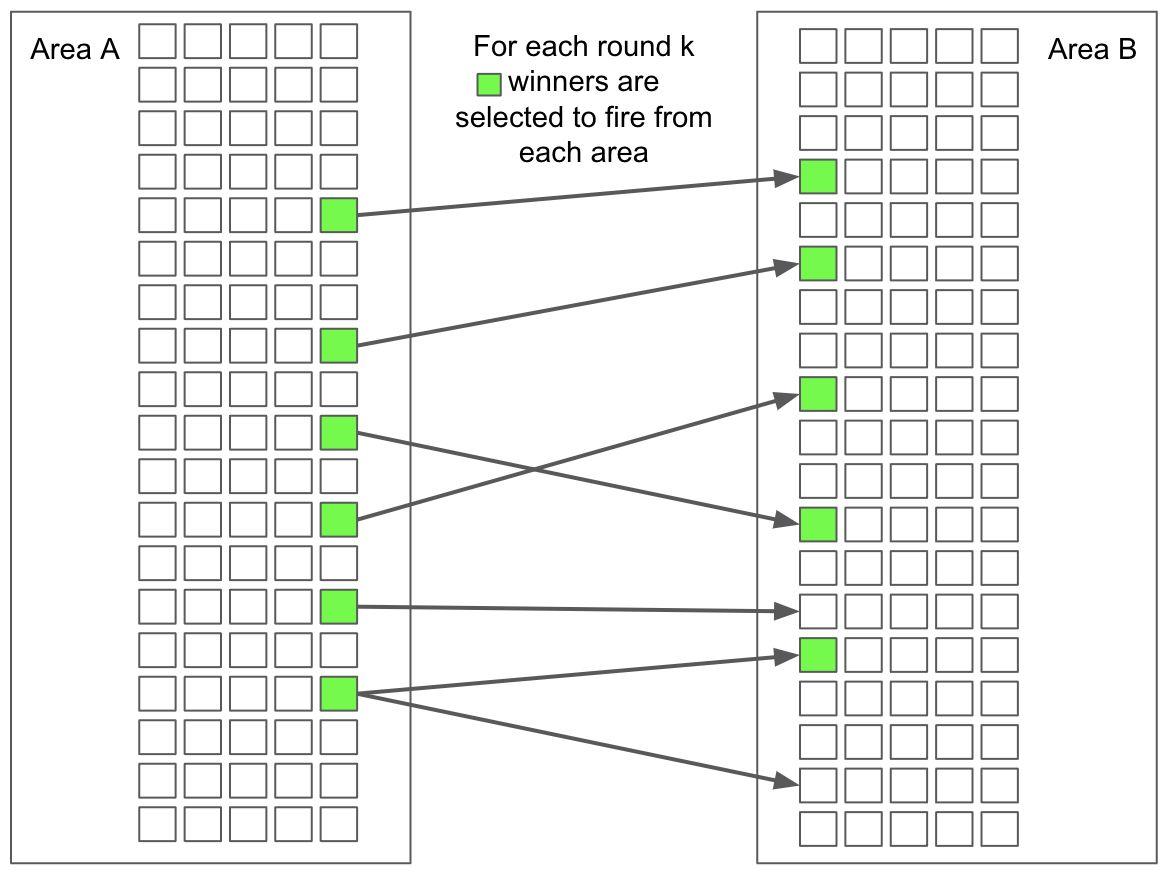 Area A
For each round k
winners are
selected to fire from
each area
Area B